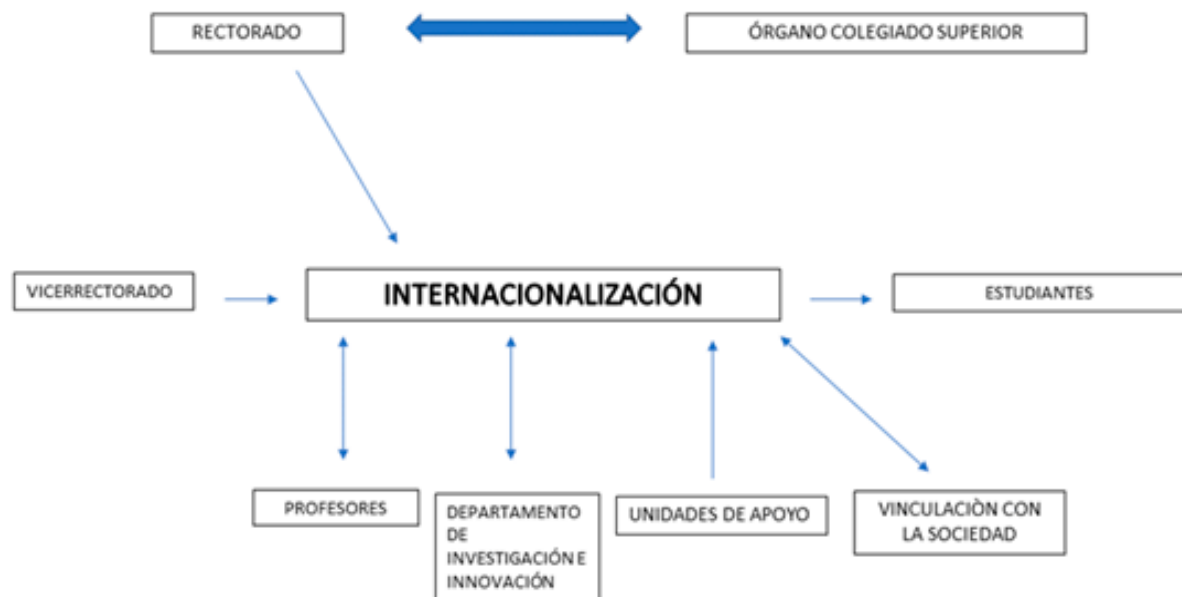 RECTORADO
ÓRGANO COLEGIADO SUPERIOR
VICERRECTORADO
INTERNACIONALIZACIÓN
ESTUDIANTES
PROFESORES
DEPARTAMENTO
DE
INVESTIGACIÓN E
INNOVACIÓN
UNIDADES DE APOYO
VINCULACIÒN CON
LA SOCIEDAD